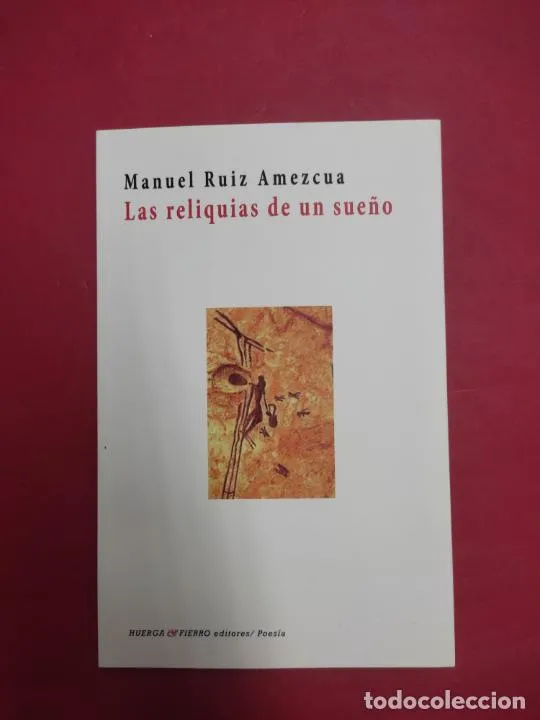 Manuel Ruiz Amezcua
Las reliquias de un sueño
HUERGA & FIERRO editores/ Poesía
todocoleccion